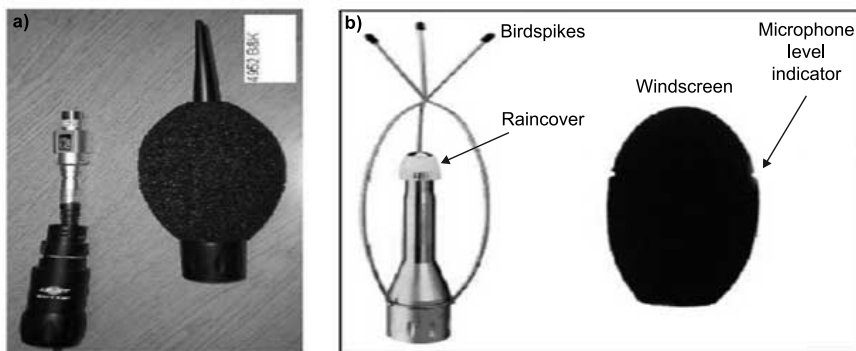 a)
4952 B&K
b)
Birdspikes
Raincover
Windscreen
Microphone
level
indicator